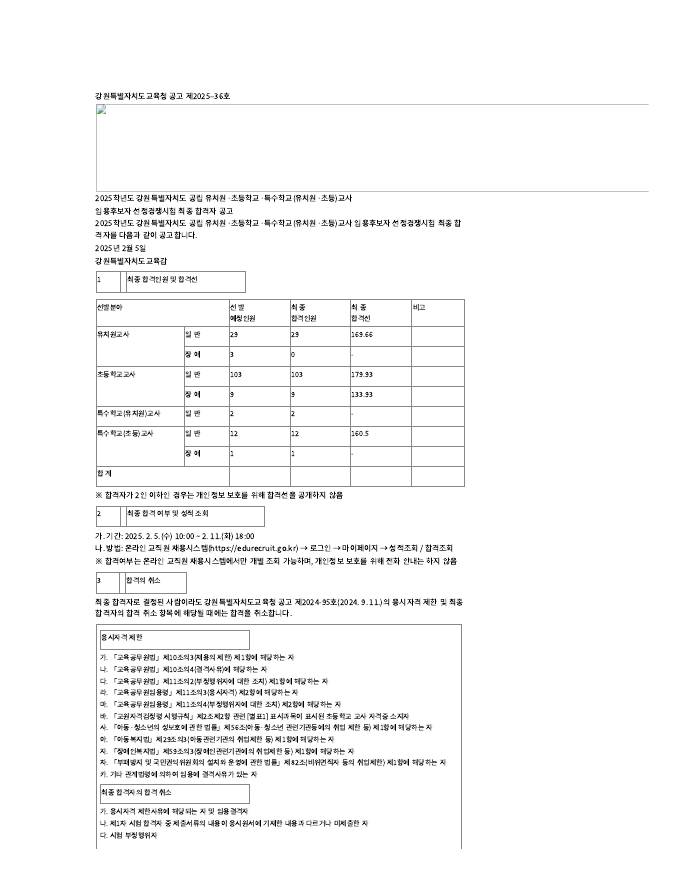 강원특별자치도교육청 공고 제2025-36호
2025학년도 강원특별자치도 공립 유치원·초등학교·특수학교(유치원·초등)교사
임용후보자 선정경쟁시험 최종 합격자 공고
2025학년도 강원특별자치도 공립 유치원·초등학교·특수학교(유치원·초등)교사 임용후보자 선정경쟁시험 최종 합
격자를 다음과 같이 공고합니다.
2025년 2월 5일
강원특별자치도교육감
1 최종 합격인원 및 합격선
선발분야 선 발 예정인원 최 종 합격인원 최 종 합격선 비고
유치원교사 일 반 29 29 169.66
장 애 3 0 -
초등학교교사 일 반 103 103 179.93
장 애 9 9 133.93
특수학교(유치원)교사 일 반 2 2 -
특수학교(초등)교사 일 반 12 12 160.5
장 애 1 1 -
합 계
※ 합격자가 2인 이하인 경우는 개인정보 보호를 위해 합격선을 공개하지 않음
2 최종 합격 여부 및 성적 조회
가. 기간: 2025. 2. 5.(수) 10:00 ~ 2. 11.(화) 18:00
나. 방법: 온라인 교직원 채용시스템(https://edurecruit.go.kr) → 로그인 → 마이페이지 → 성적조회 / 합격조회
※ 합격여부는 온라인 교직원 채용시스템에서만 개별 조회 가능하며, 개인정보 보호를 위해 전화 안내는 하지 않음
3 합격의 취소
최종 합격자로 결정된 사람이라도 강원특별자치도교육청 공고 제2024-95호(2024. 9. 11.)의 응시자격 제한 및 최종
합격자의 합격 취소 항목에 해당될 때에는 합격을 취소합니다.
응시자격 제한
가. 「교육공무원법」제10조의3(채용의 제한) 제1항에 해당하는 자
나. 「교육공무원법」제10조의4(결격사유)에 해당하는 자
다. 「교육공무원법」제11조의2(부정행위자에 대한 조치) 제1항에 해당하는 자
라. 「교육공무원임용령」제11조의3(응시자격) 제2항에 해당하는 자
마. 「교육공무원임용령」제11조의4(부정행위자에 대한 조치) 제2항에 해당하는 자
바. 「교원자격검정령 시행규칙」제2조제2항 관련 [별표1] 표시과목이 표시된 초등학교 교사 자격증 소지자
사. 「아동·청소년의 성보호에 관한 법률」제56조(아동·청소년 관련기관등에의 취업 제한 등) 제1항에 해당하는 자
아. 「아동복지법」제29조의3(아동관련기관의 취업제한 등) 제1항에 해당하는 자
자. 「장애인복지법」제59조의3(장애인관련기관에의 취업제한 등) 제1항에 해당하는 자
차. 「부패방지 및 국민권익위원회의 설치와 운영에 관한 법률」제82조(비위면직자 등의 취업제한) 제1항에 해당하는 자
카. 기타 관계법령에 의하여 임용에 결격사유가 있는 자
최종 합격자의 합격 취소
가. 응시자격 제한사유에 해당되는 자 및 임용결격자
나. 제1차 시험 합격자 중 제출서류의 내용이 응시원서에 기재한 내용과 다르거나 미제출한 자
다. 시험 부정행위자